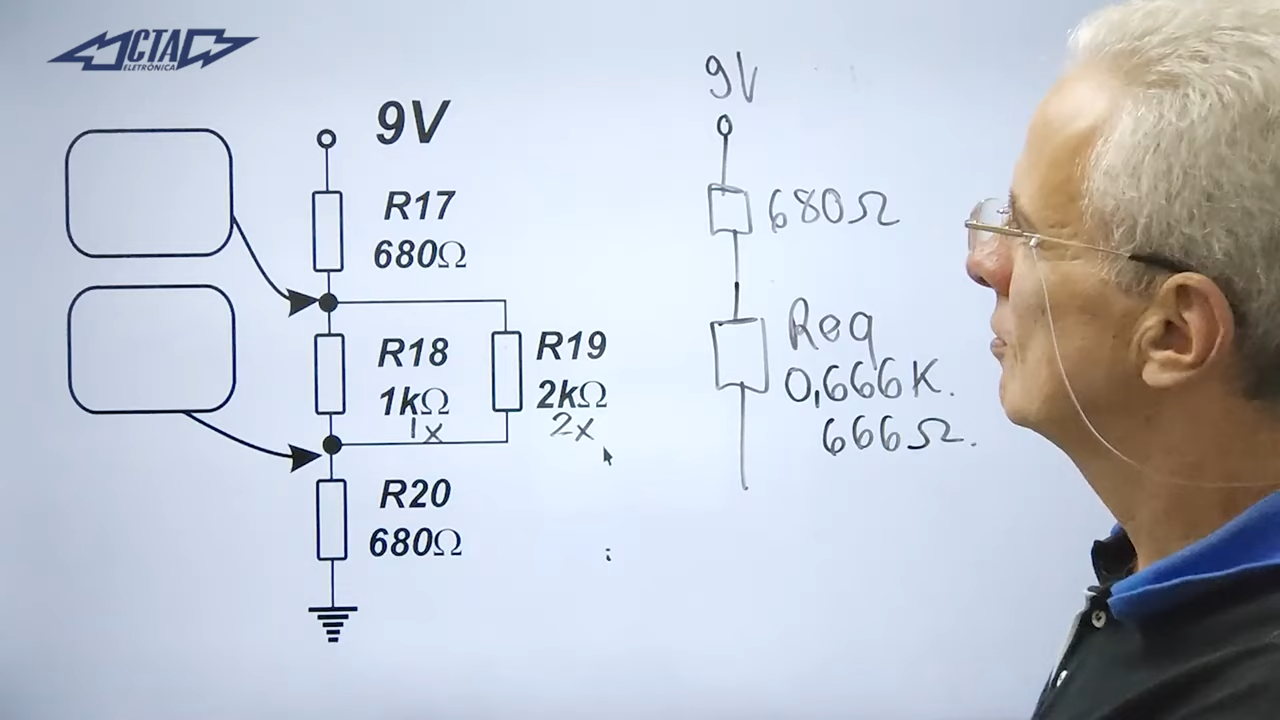 CTA
ELETRÔNICA
9V
R17
680Ω
R18
1kΩ
1x
R19
2kΩ
2x
R20
680Ω
9V
680Ω
Req
0,666K.
666Ω.